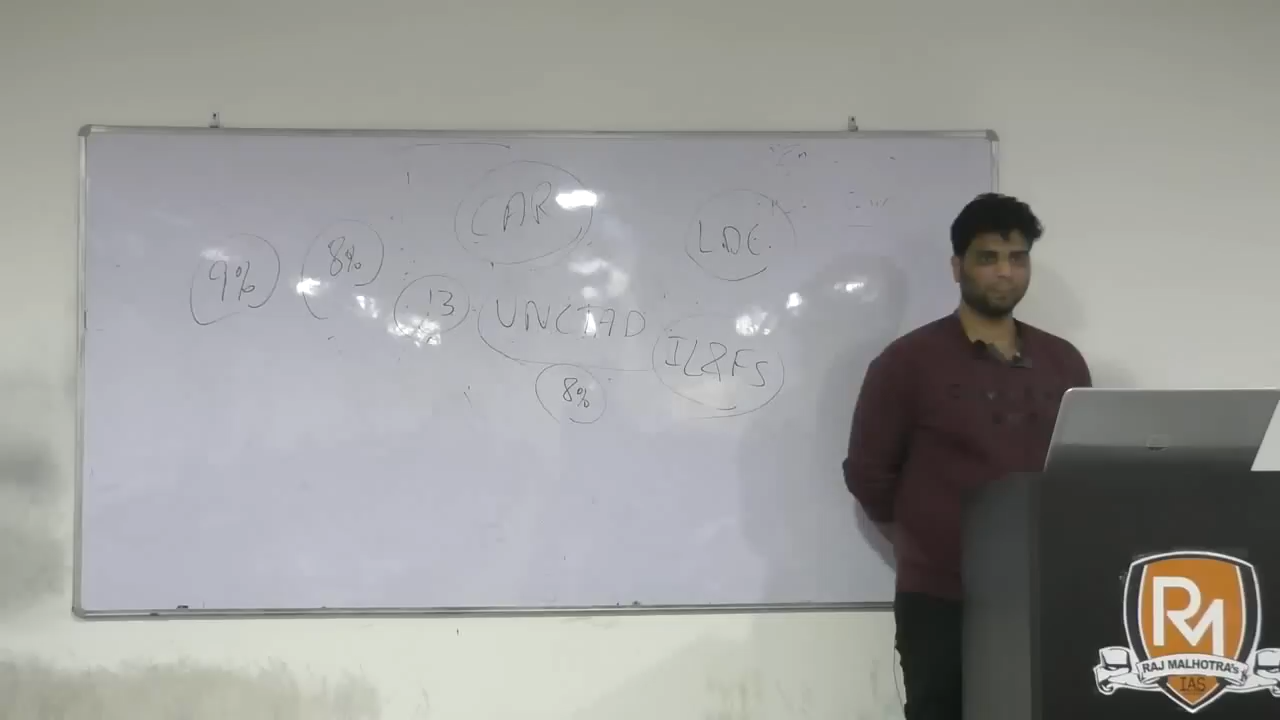 CAR
LDC
9%
8%
13
UNCTAD
IL&FS
8%
RM
RAJ MALHOTRA's
IAS